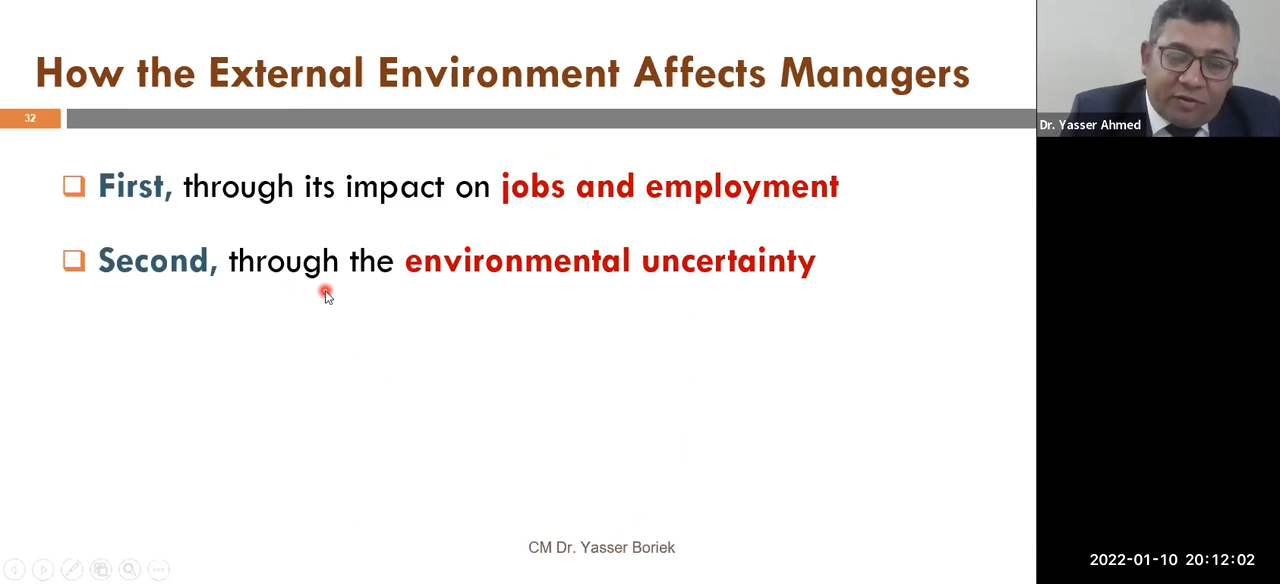 How the External Environment Affects Managers
32
First, through its impact on jobs and employment
Second, through the environmental uncertainty
CM Dr. Yasser Boriek
Dr. Yasser Ahmed
2022-01-10 20:12:02